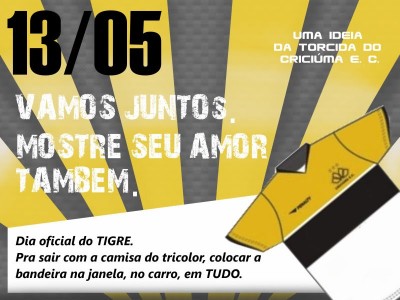 13/05
UMA IDEIA
DA TORCIDA DO
CRICIÚMA E. C.
VAMOS JUNTOS.
MOSTRE SEU AMOR
TAMBEM.
Dia oficial do TIGRE.
Pra sair com a camisa do tricolor, colocar a
bandeira na janela, no carro, em TUDO.